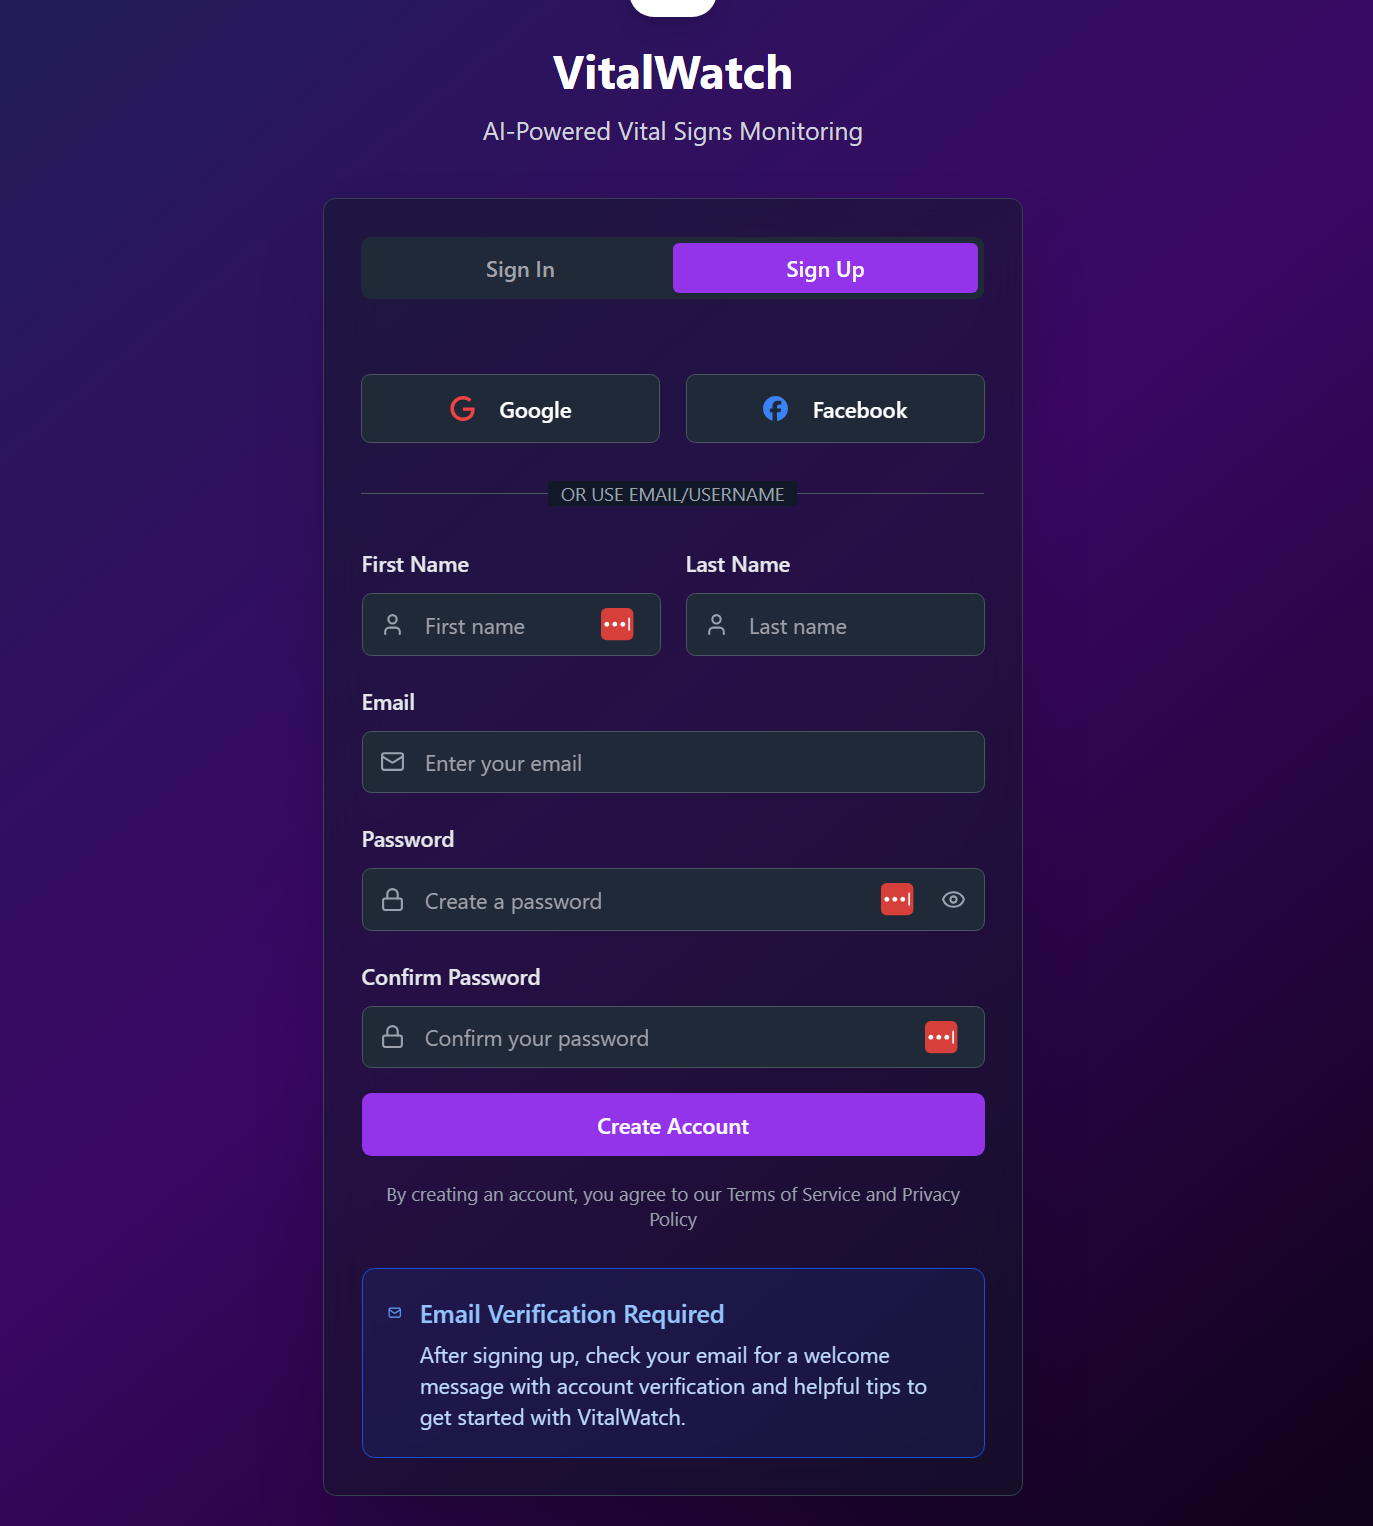 VitalWatch
AI-Powered Vital Signs Monitoring
Sign In
Sign Up
Google
Facebook
OR USE EMAIL/USERNAME
First Name
Last Name
First name
Last name
Email
Enter your email
Password
Create a password
Confirm Password
Confirm your password
Create Account
By creating an account, you agree to our Terms of Service and Privacy
Policy
Email Verification Required
After signing up, check your email for a welcome
message with account verification and helpful tips to
get started with VitalWatch.